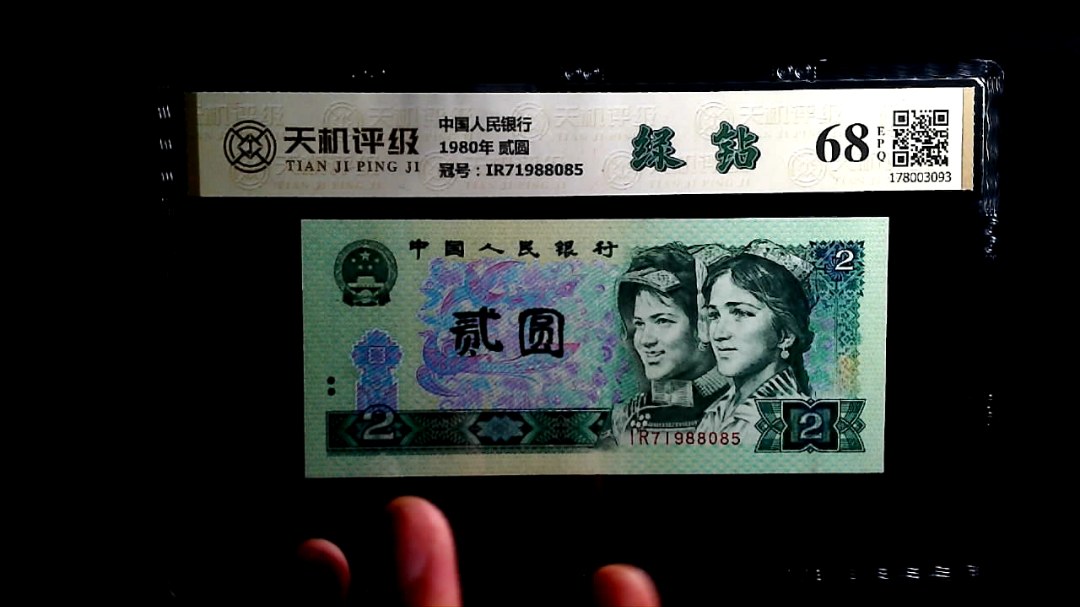 天机评级
TIAN JI PING JI
中国人民银行
1980年 贰圆
冠号：IR71988085
绿 钻
68
EPQ
178003093
中国人民银行
2
贰圆
2
IR71988085
2